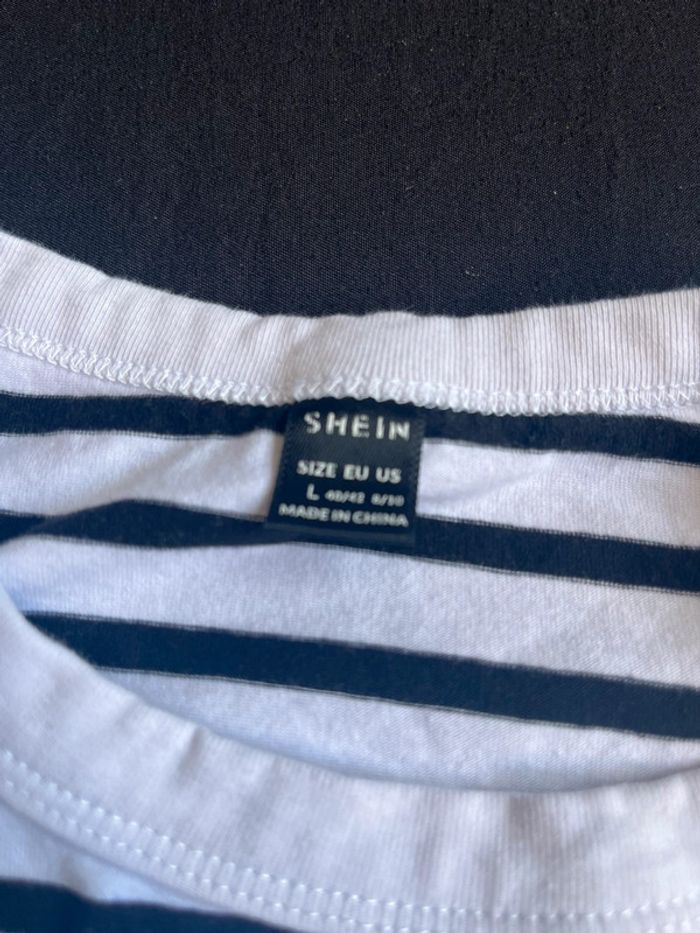 SHEIN
SIZE EU US
L 40/42 8/10
MADE IN CHINA